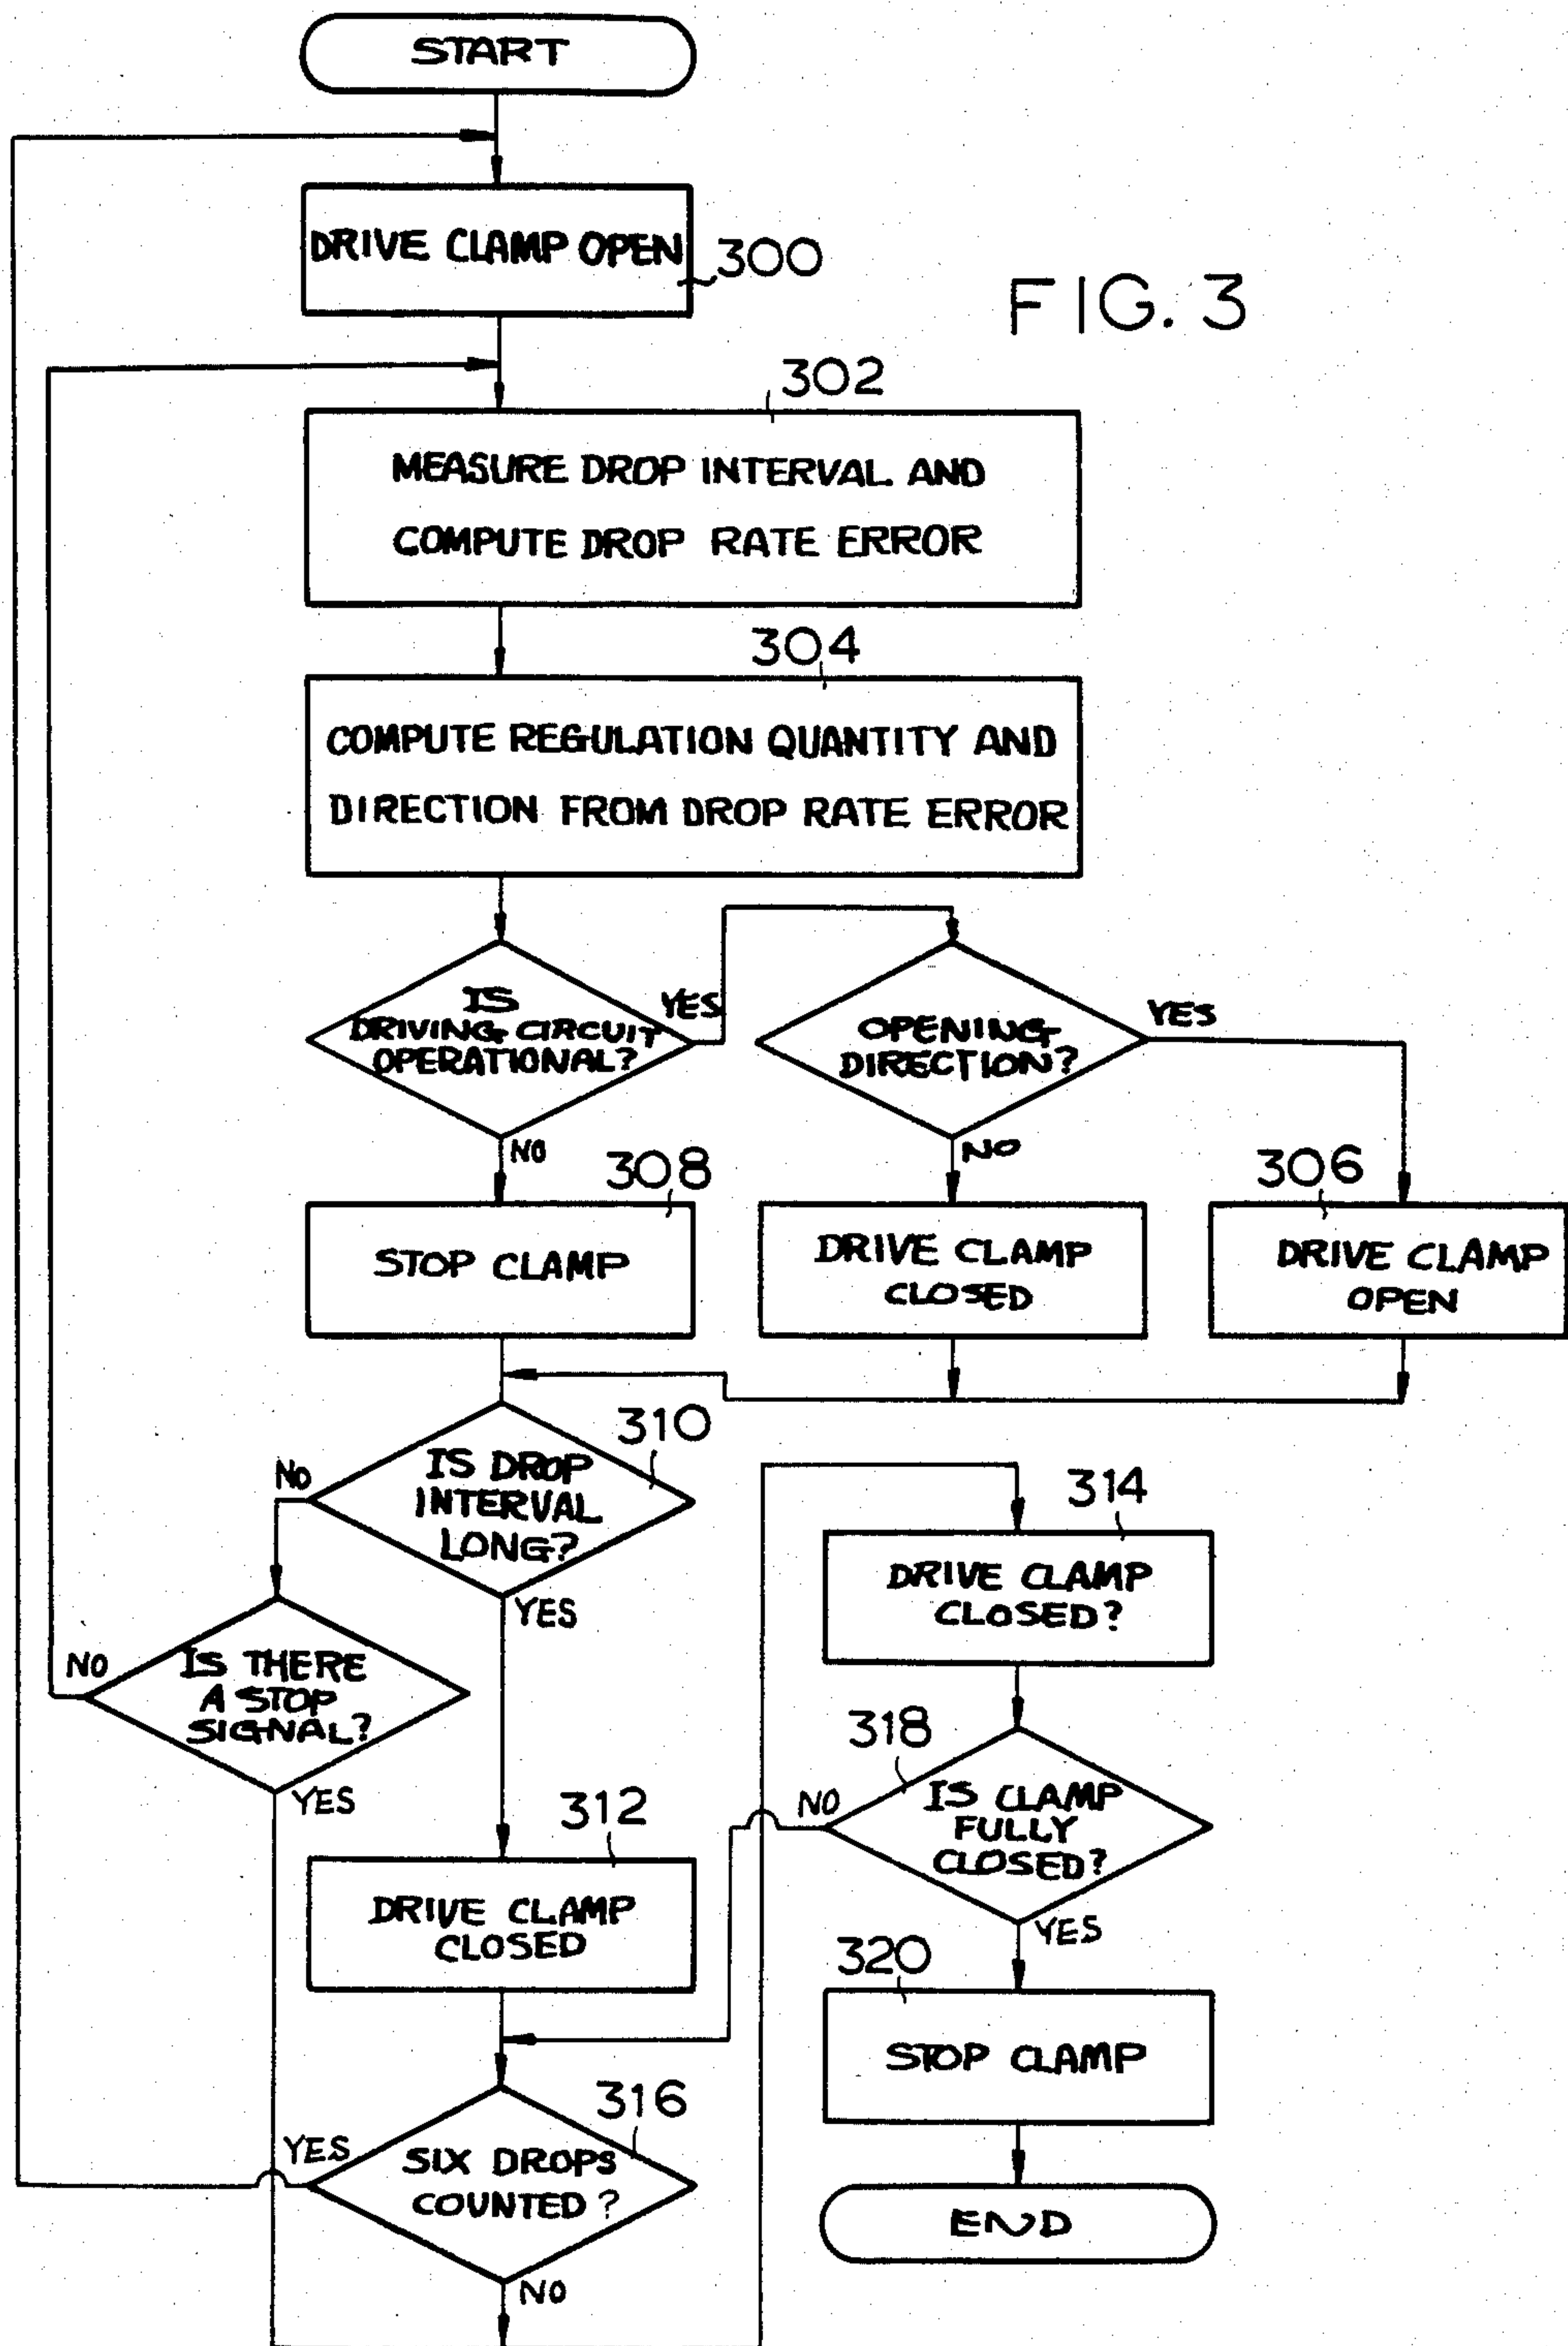 START
DRIVE CLAMP OPEN
300
FIG. 3
302
MEASURE DROP INTERVAL AND
COMPUTE DROP RATE ERROR
304
COMPUTE REGULATION QUANTITY AND
DIRECTION FROM DROP RATE ERROR
IS
DRIVING CIRCUIT
OPERATIONAL?
YES
OPENING
DIRECTION?
YES
NO
308
NO
306
STOP CLAMP
DRIVE CLAMP
CLOSED
DRIVE CLAMP
OPEN
310
IS DROP
INTERVAL
LONG?
NO
YES
314
DRIVE CLAMP
CLOSED?
NO
IS THERE
A STOP
SIGNAL?
YES
318
NO
IS CLAMP
FULLY
CLOSED?
YES
312
DRIVE CLAMP
CLOSED
320
STOP CLAMP
316
YES
SIX DROPS
COUNTED?
NO
END